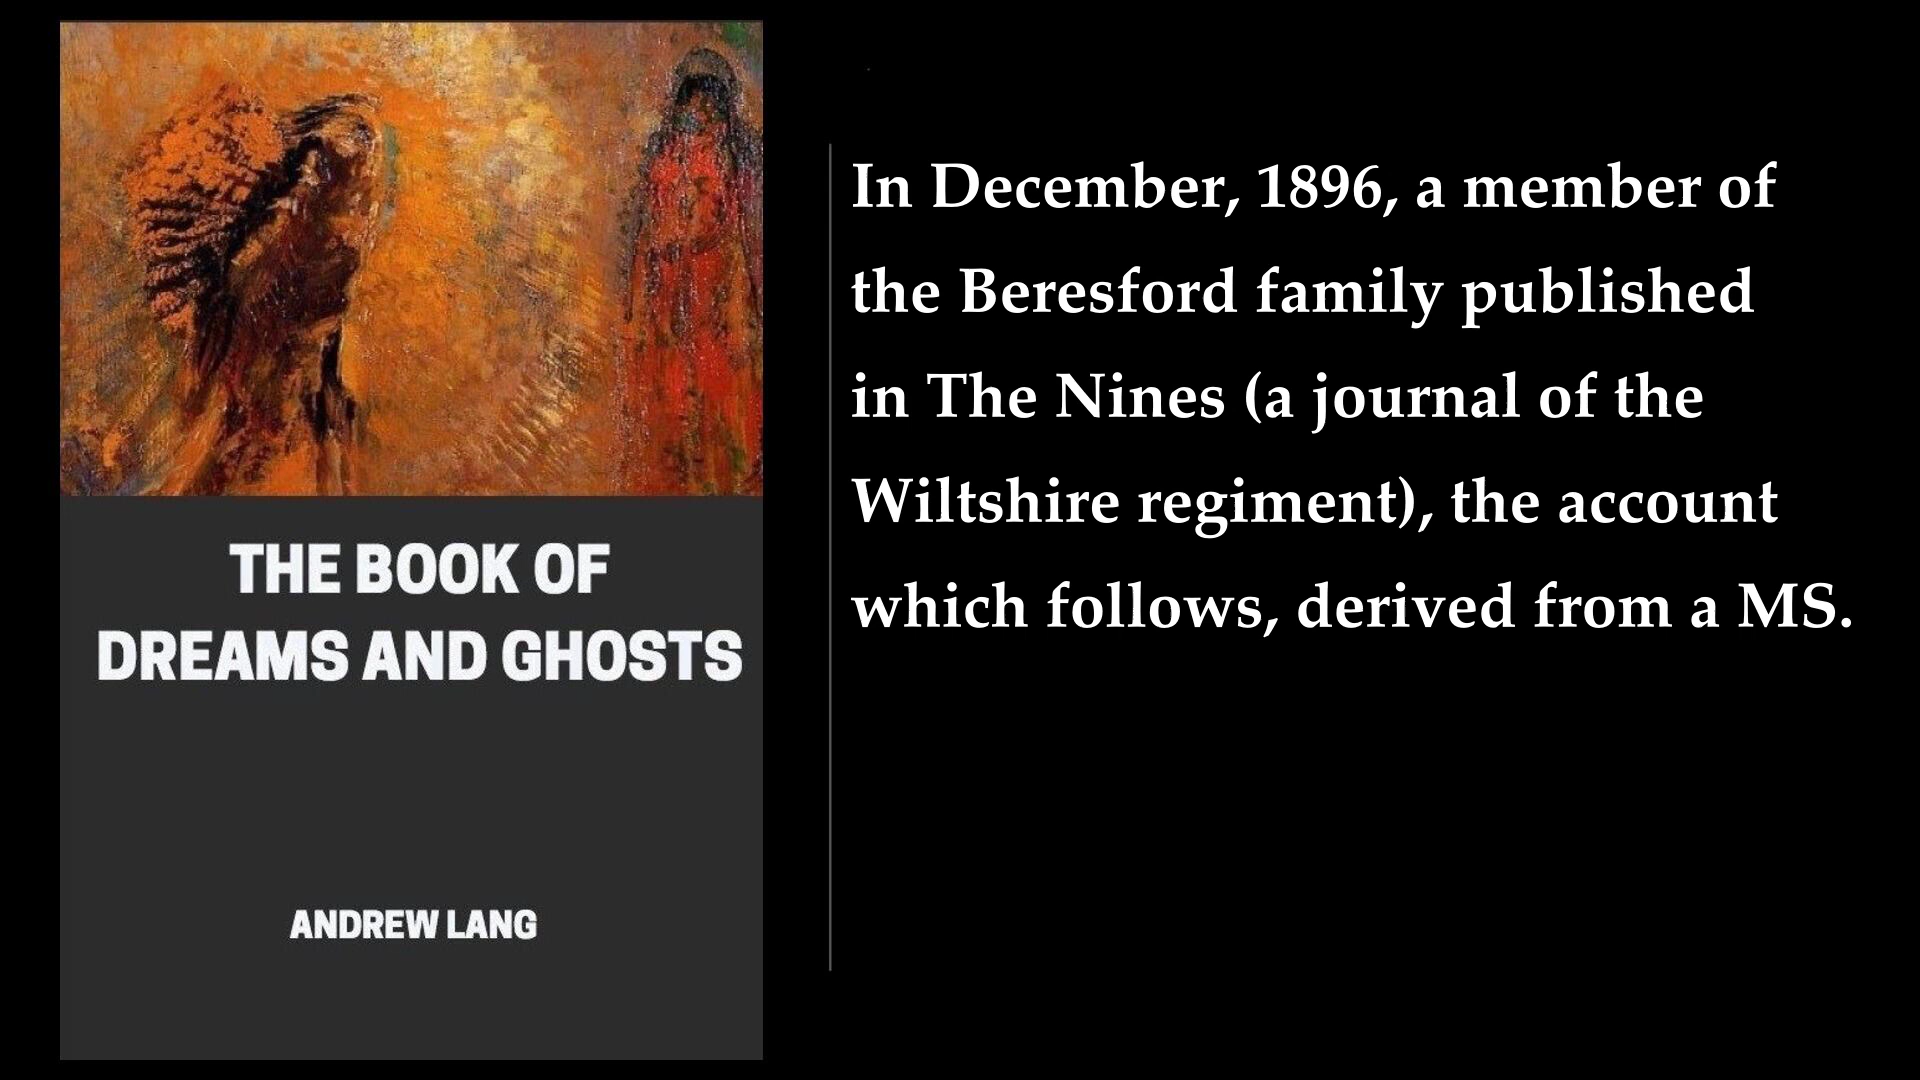 THE BOOK OF
DREAMS AND GHOSTS
ANDREW LANG
In December, 1896, a member of
the Beresford family published
in The Nines (a journal of the
Wiltshire regiment), the account
which follows, derived from a MS.